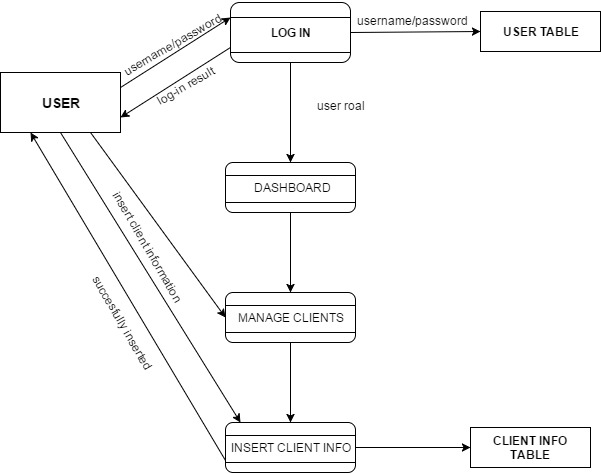 username/password
LOG IN
username/password
USER TABLE
log-in result
USER
user roal
DASHBOARD
insert client information
MANAGE CLIENTS
succesfully inserted
INSERT CLIENT INFO
CLIENT INFO
TABLE